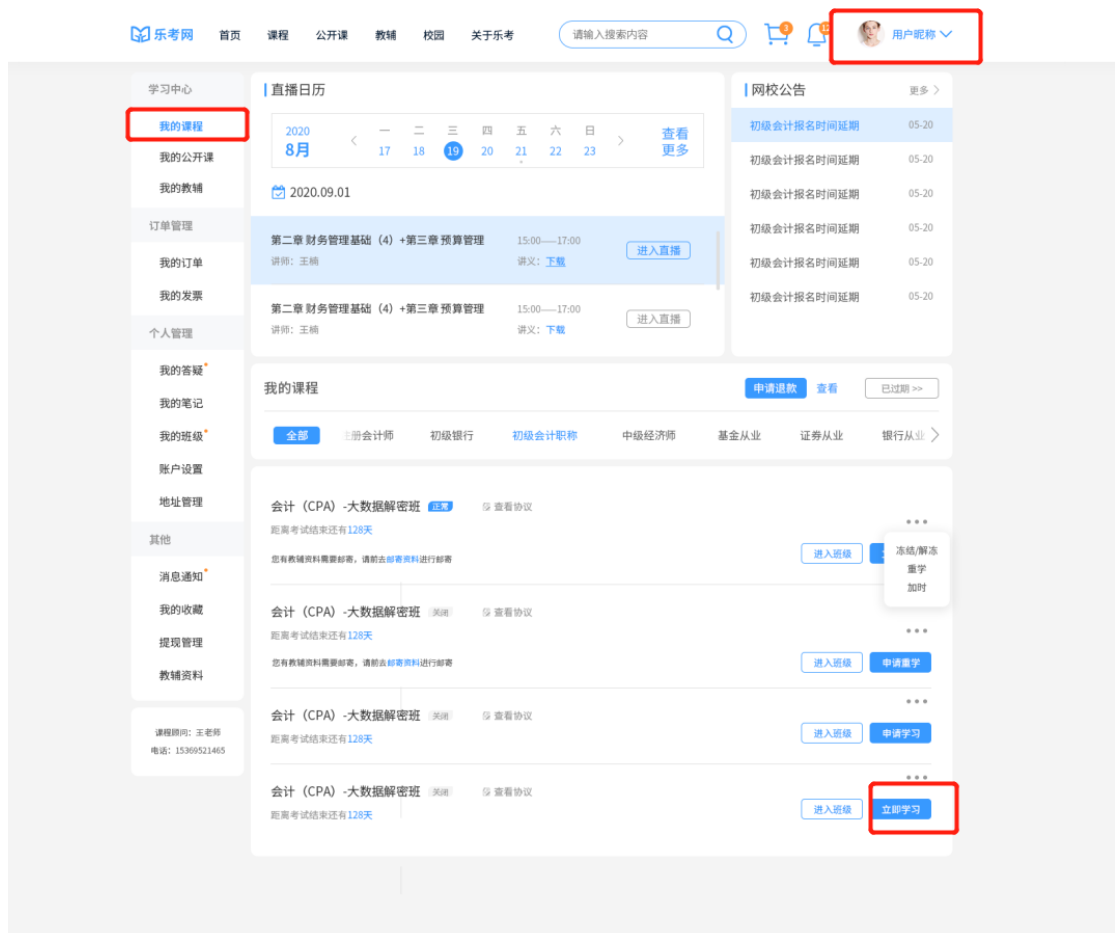 乐考网 首页 课程 公开课 教辅 校园 关于乐考 请输入搜索内容 3 用户昵称
学习中心
我的课程
我的公开课
我的教辅
订单管理
我的订单
我的发票
个人管理
我的答疑
我的笔记
我的班级
账户设置
地址管理
其他
消息通知
我的收藏
提现管理
教辅资料
课程顾问：王老师
电话：15369521465
直播日历
2020 一 二 三 四 五 六 日
8月 17 18 19 20 21 22 23
查看
更多
2020.09.01
第二章 财务管理基础（4）+第三章 预算管理 15:00——17:00 进入直播
讲师：王楠 讲义：下载
第二章 财务管理基础（4）+第三章 预算管理 15:00——17:00 进入直播
讲师：王楠 讲义：下载
网校公告 更多
初级会计报名时间延期 05-20
初级会计报名时间延期 05-20
初级会计报名时间延期 05-20
初级会计报名时间延期 05-20
初级会计报名时间延期 05-20
初级会计报名时间延期 05-20
我的课程 申请退款 查看 已过期 >>
全部 册会计师 初级银行 初级会计职称 中级经济师 基金从业 证券从业 银行从业
会计（CPA）-大数据解密班 正常 查看协议
距离考试结束还有128天
您有教辅资料需要邮寄，请前去邮寄资料进行邮寄 进入班级
冻结/解冻
重学
加时
会计（CPA）-大数据解密班 关闭 查看协议
距离考试结束还有128天
您有教辅资料需要邮寄，请前去邮寄资料进行邮寄 进入班级 申请重学
会计（CPA）-大数据解密班 关闭 查看协议
距离考试结束还有128天 进入班级 申请学习
会计（CPA）-大数据解密班 关闭 查看协议
距离考试结束还有128天 进入班级 立即学习